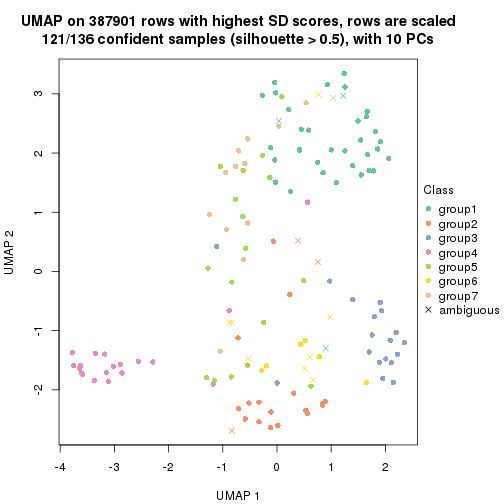 UMAP on 387901 rows with highest SD scores, rows are scaled
121/136 confident samples (silhouette > 0.5), with 10 PCs
3
2
1
0
-1
-2
UMAP 2
-4
-3
-2
-1
0
1
2
UMAP 1
Class
group1
group2
group3
group4
group5
group6
group7
ambiguous